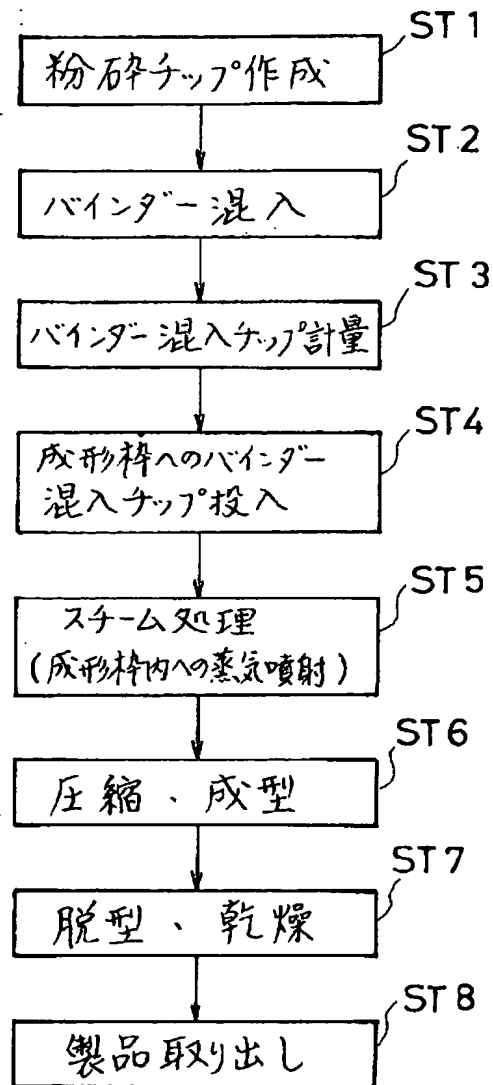 ST1
粉砕チップ作成
ST2
バインダー混入
ST3
バインダー混入チップ計量
ST4
成形枠へのバインダー
混入チップ投入
ST5
スチーム処理
(成形枠内への蒸気噴射)
ST6
圧縮、成型
ST7
脱型、乾燥
ST8
製品取り出し